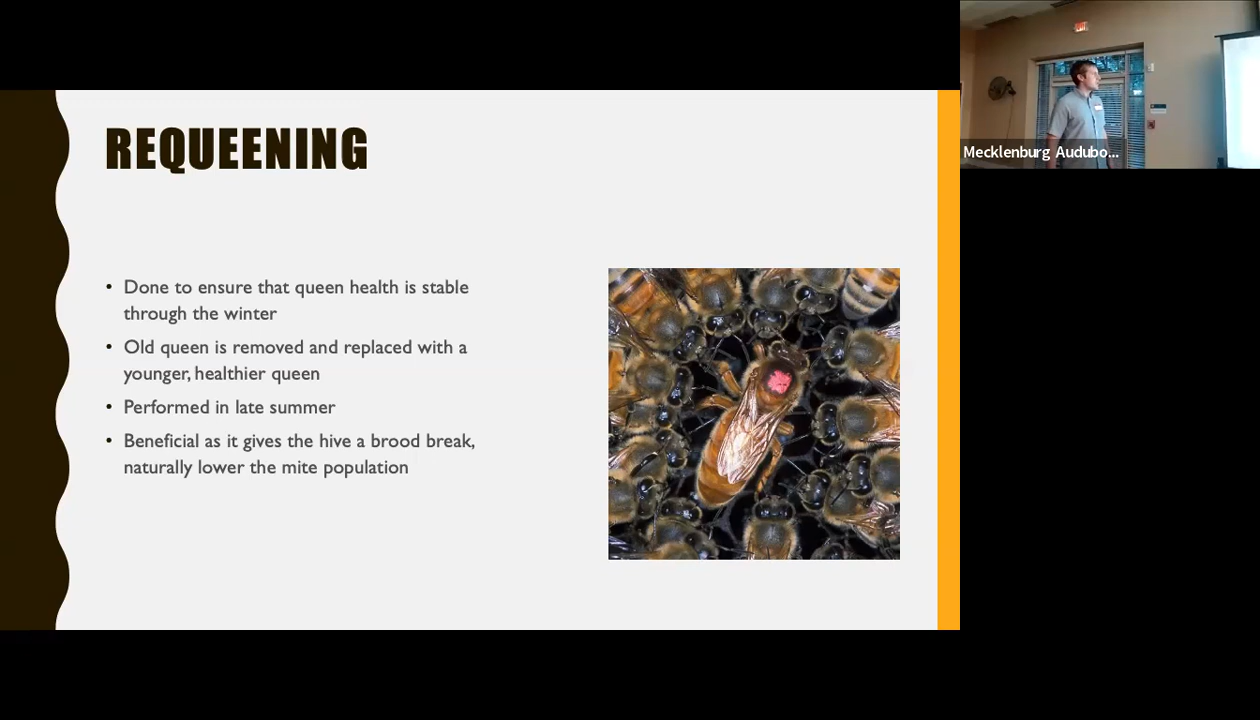 REQUEENING
• Done to ensure that queen health is stable
through the winter
• Old queen is removed and replaced with a
younger, healthier queen
• Performed in late summer
• Beneficial as it gives the hive a brood break,
naturally lower the mite population
EXIT
Mecklenburg Audubo...